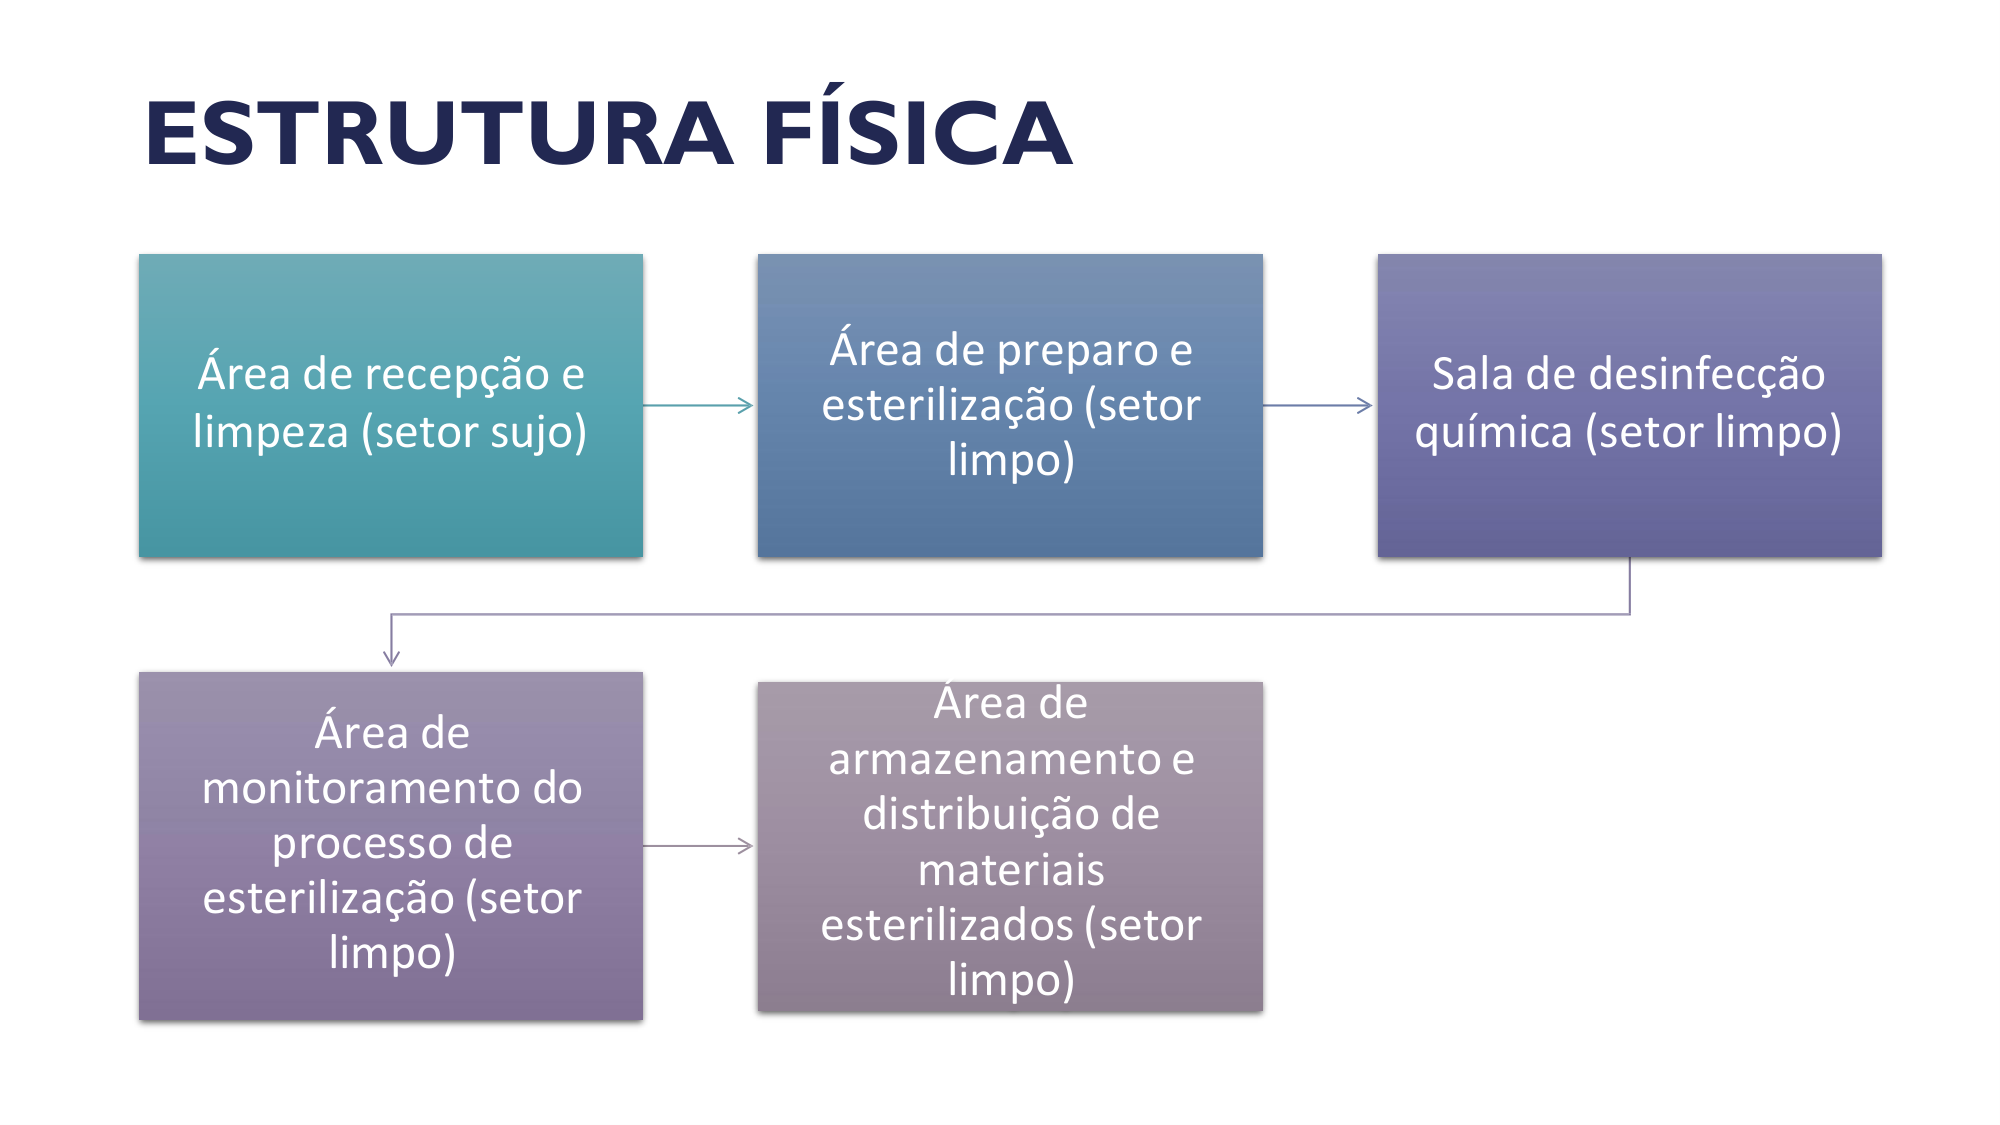 ESTRUTURA FÍSICA
Área de recepção e
limpeza (setor sujo)
Área de preparo e
esterilização (setor
limpo)
Sala de desinfecção
química (setor limpo)
Área de
monitoramento do
processo de
esterilização (setor
limpo)
Área de
armazenamento e
distribuição de
materiais
esterilizados (setor
limpo)